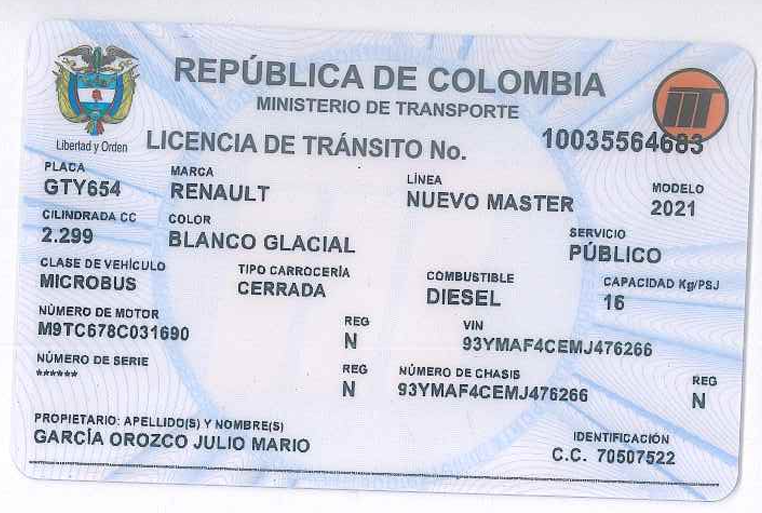 REPÚBLICA DE COLOMBIA
MINISTERIO DE TRANSPORTE
Libertad y Orden
LICENCIA DE TRÁNSITO No. 10035564683
PLACA MARCA LÍNEA MODELO
GTY654 RENAULT NUEVO MASTER 2021
CILINDRADA CC COLOR SERVICIO
2.299 BLANCO GLACIAL PÚBLICO
CLASE DE VEHÍCULO TIPO CARROCERÍA COMBUSTIBLE CAPACIDAD Kg/PSJ
MICROBUS CERRADA DIESEL 16
NÚMERO DE MOTOR REG VIN
M9TC678C031690 N 93YMAF4CEMJ476266
NÚMERO DE SERIE REG NÚMERO DE CHASIS REG
****** N 93YMAF4CEMJ476266 N
PROPIETARIO: APELLIDO(S) Y NOMBRE(S) IDENTIFICACIÓN
GARCÍA OROZCO JULIO MARIO C.C. 70507522